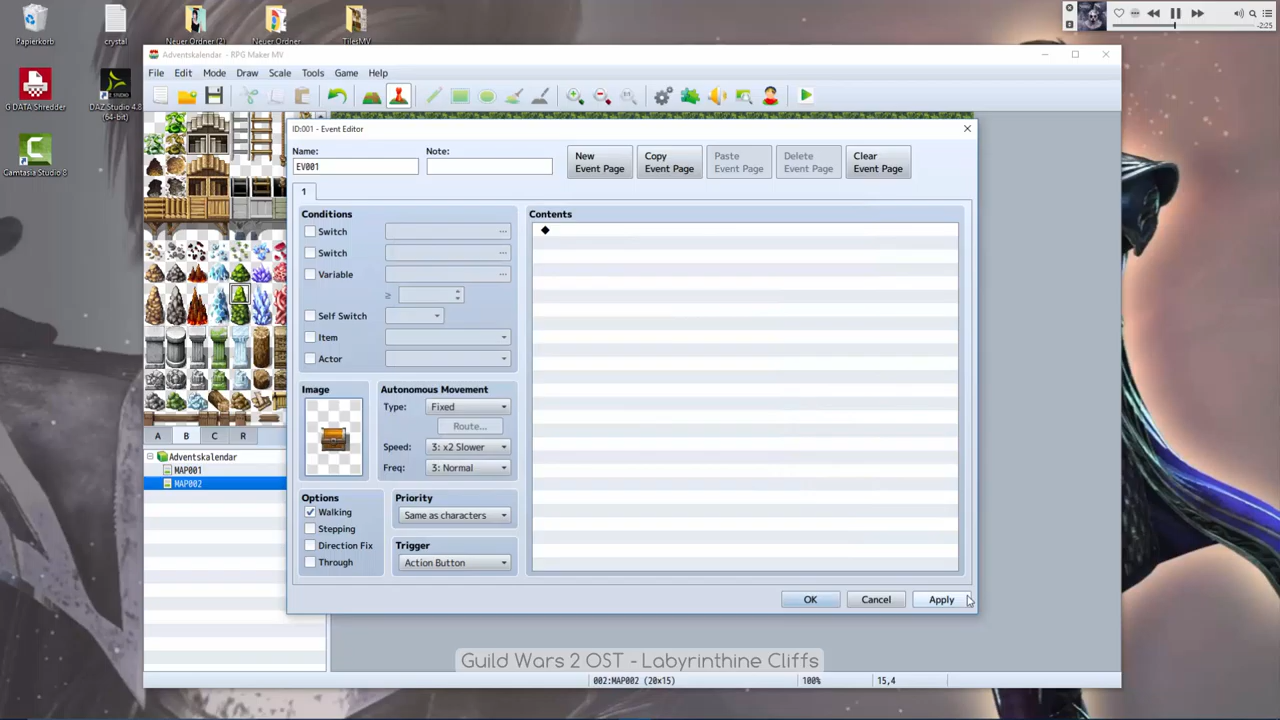 Papierkorb
crystal
Neuer Ordner (2)
Neuer Ordner
TilesMV
-2:25
G DATA Shredder
DAZ Studio 4.8
(64-bit)
Camtasia Studio 8
Adventskalendar - RPG Maker MV
File Edit Mode Draw Scale Tools Game Help
ID:001 - Event Editor
Name:
Note:
EV001
New
Event Page
Copy
Event Page
Paste
Event Page
Delete
Event Page
Clear
Event Page
1
Conditions
Switch ...
Switch ...
Variable ...
≥
Self Switch
Item
Actor
Image
Autonomous Movement
Type: Fixed
Route...
Speed: 3: x2 Slower
Freq: 3: Normal
Options
Walking
Stepping
Direction Fix
Through
Priority
Same as characters
Trigger
Action Button
Contents
OK
Cancel
Apply
A B C R
Adventskalendar
MAP001
MAP002
Guild Wars 2 OST - Labyrinthine Cliffs
002:MAP002 (20x15)
100%
15,4